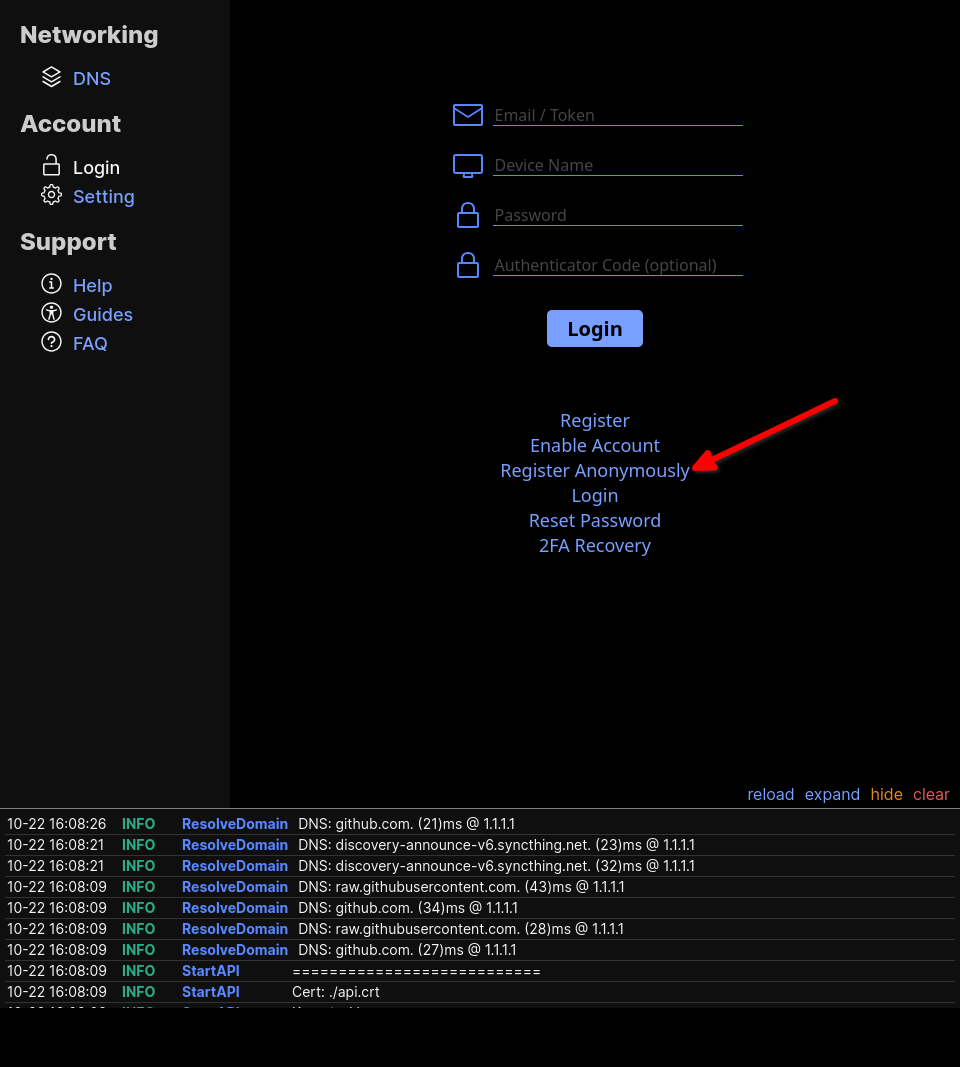 Networking
DNS
Account
Login
Setting
Support
Help
Guides
FAQ
Email / Token
Device Name
Password
Authenticator Code (optional)
Login
Register
Enable Account
Register Anonymously
Login
Reset Password
2FA Recovery
reload expand hide clear
10-22 16:08:26 INFO ResolveDomain DNS: github.com. (21)ms @ 1.1.1.1
10-22 16:08:21 INFO ResolveDomain DNS: discovery-announce-v6.syncthing.net. (23)ms @ 1.1.1.1
10-22 16:08:21 INFO ResolveDomain DNS: discovery-announce-v6.syncthing.net. (32)ms @ 1.1.1.1
10-22 16:08:09 INFO ResolveDomain DNS: raw.githubusercontent.com. (43)ms @ 1.1.1.1
10-22 16:08:09 INFO ResolveDomain DNS: github.com. (34)ms @ 1.1.1.1
10-22 16:08:09 INFO ResolveDomain DNS: raw.githubusercontent.com. (28)ms @ 1.1.1.1
10-22 16:08:09 INFO ResolveDomain DNS: github.com. (27)ms @ 1.1.1.1
10-22 16:08:09 INFO StartAPI ===========================
10-22 16:08:09 INFO StartAPI Cert: ./api.crt